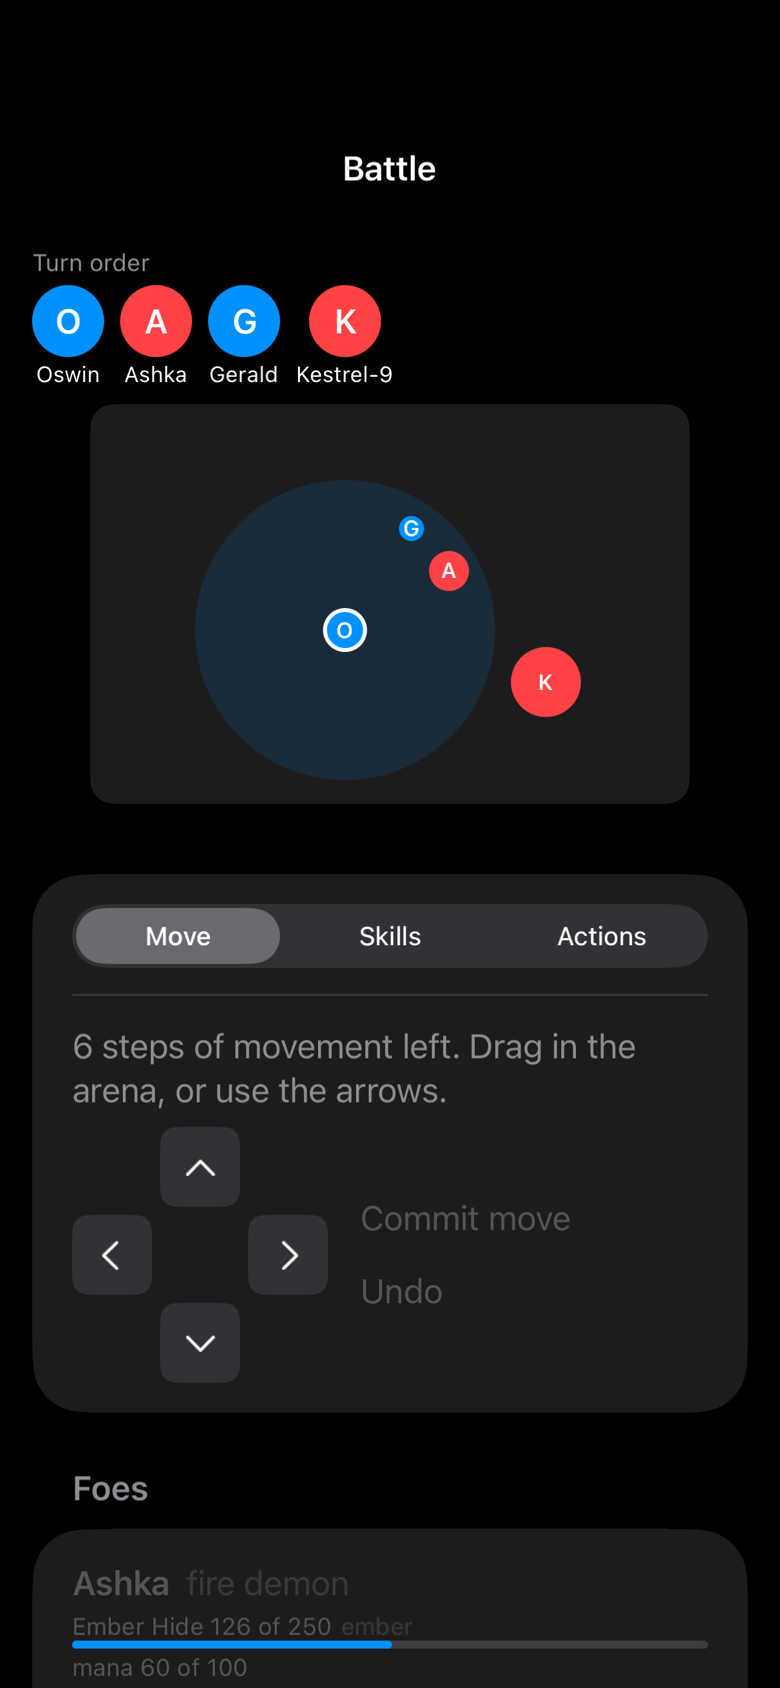 Battle
Turn order
O A G K
Oswin Ashka Gerald Kestrel-9
G
A
O
K
Move Skills Actions
6 steps of movement left. Drag in the
arena, or use the arrows.
Commit move
Undo
Foes
Ashka fire demon
Ember Hide 126 of 250 ember
mana 60 of 100